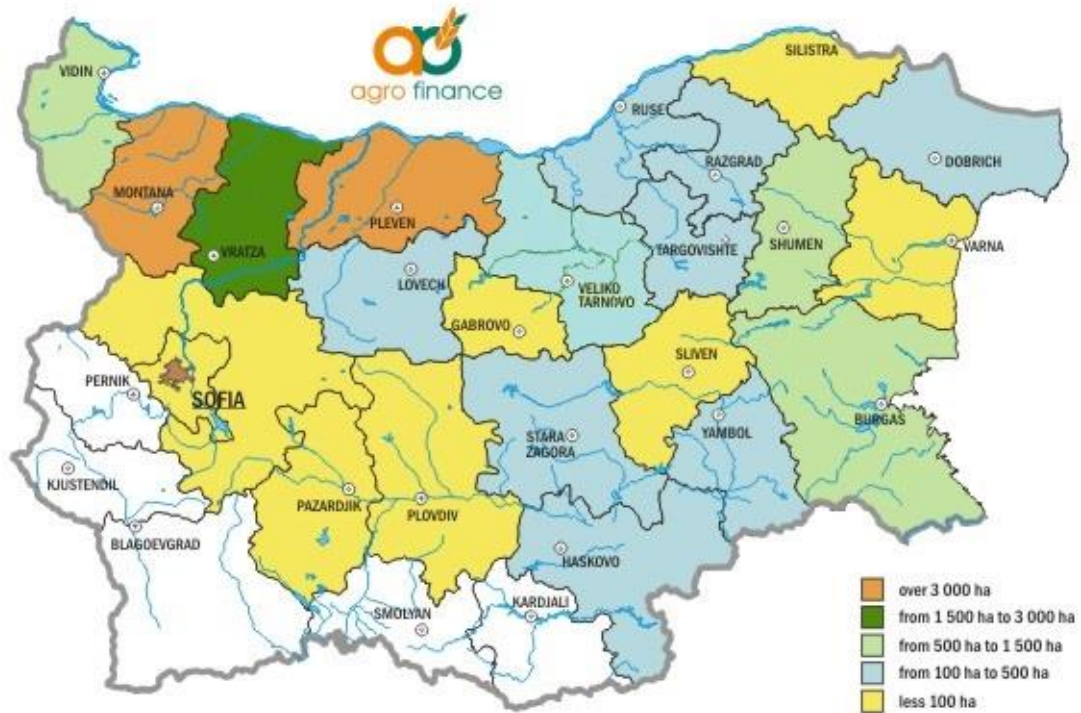 ao
agro finance
SILISTRA
VIDIN
RUSE
DOBRICH
RAZGRAD
MONTANA
PLEVEN
VRATZA
LOVECH
TARGOVISHTE
SHUMEN
VARNA
VELIKO
TARNOVO
GABROVO
SLIVEN
PERNIK
SOFIA
BURGAS
YAMBOL
STARA
ZAGORA
KJUSTENDIL
PAZARDJIK
PLOVDIV
BLAGOEVGRAD
HASKOVO
SMOLYAN
KARDJALI
over 3 000 ha
from 1 500 ha to 3 000 ha
from 500 ha to 1 500 ha
from 100 ha to 500 ha
less 100 ha